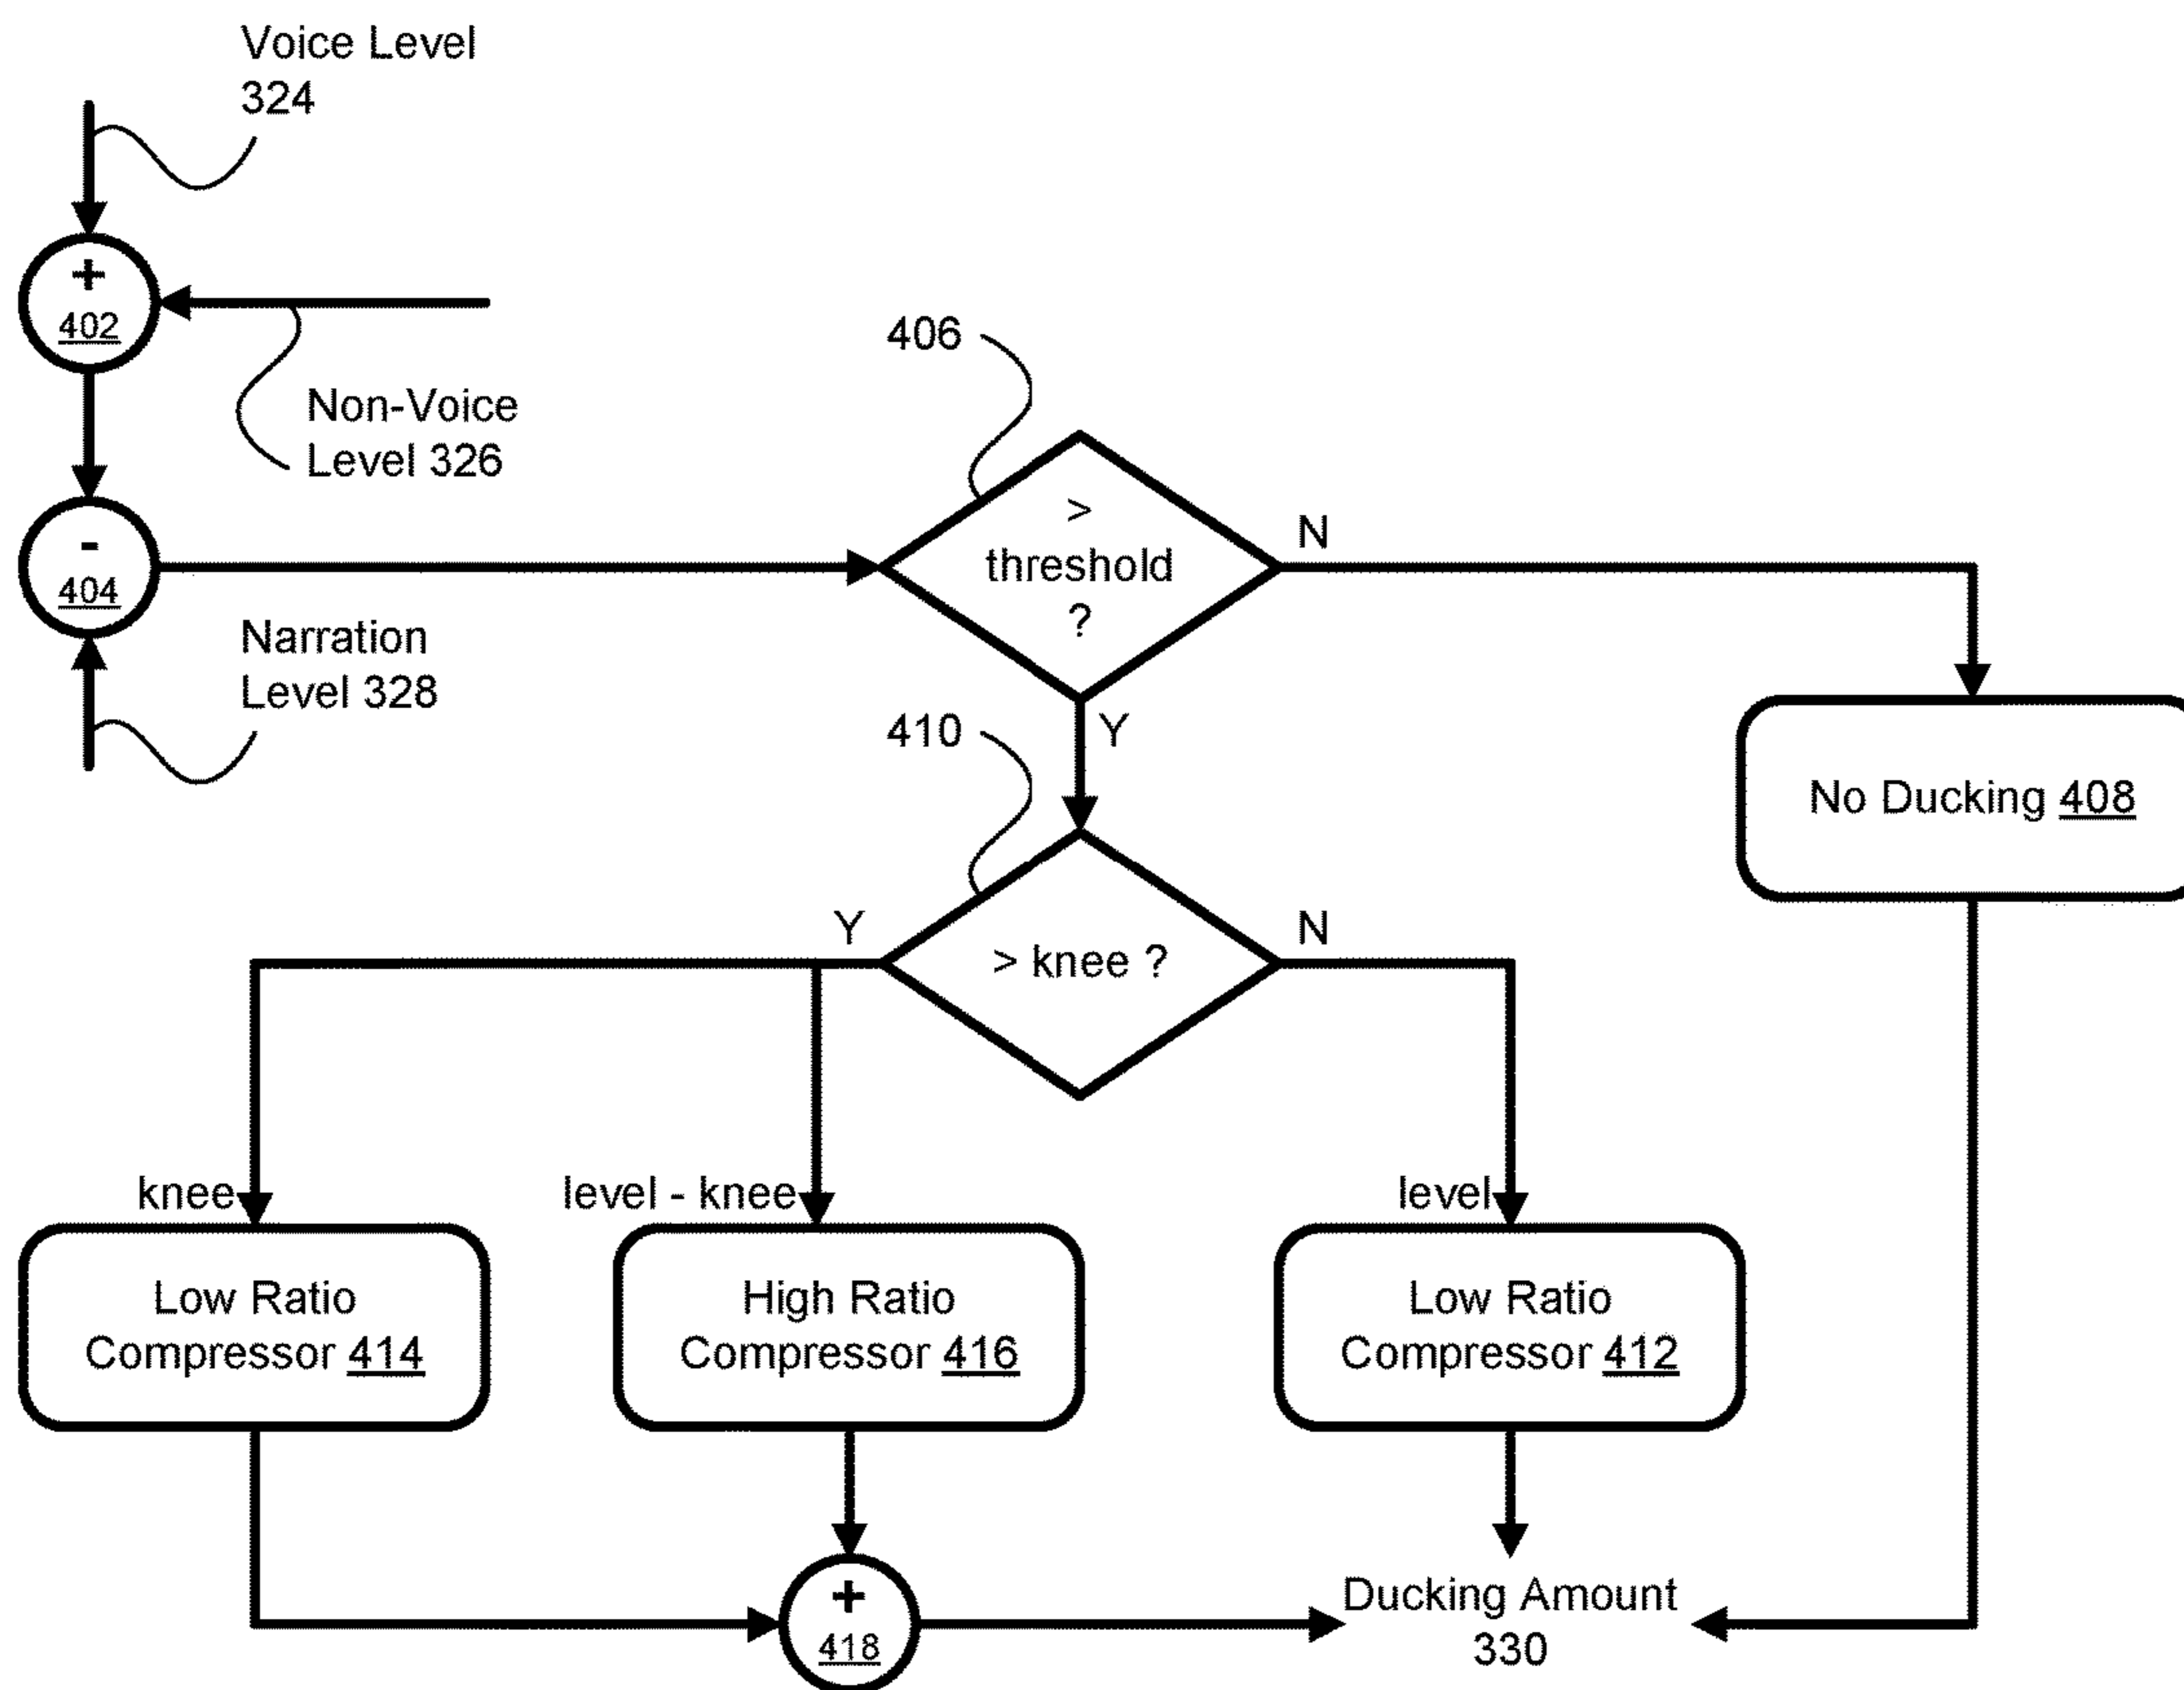 Voice Level
324
+
402
Non-Voice
Level 326
-
404
Narration
Level 328
406
>
threshold
?
N
Y
No Ducking 408
410
> knee ?
Y
N
knee
level - knee
level
Low Ratio
Compressor 414
High Ratio
Compressor 416
Low Ratio
Compressor 412
+
418
Ducking Amount
330